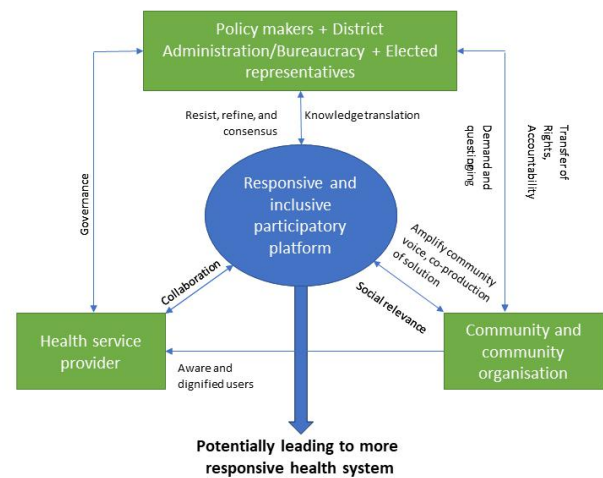 Policy makers + District
Administration/Bureaucracy + Elected
representatives
Resist, refine, and
consensus
Knowledge translation
Governance
Responsive and
inclusive
participatory
platform
Demand and
questinging
Transfer of
Rights,
Accountability
Collaboration
Amplify community
voice, co-production
of solution
Social relevance
Health service
provider
Aware and
dignified users
Community and
community
organisation
Potentially leading to more
responsive health system